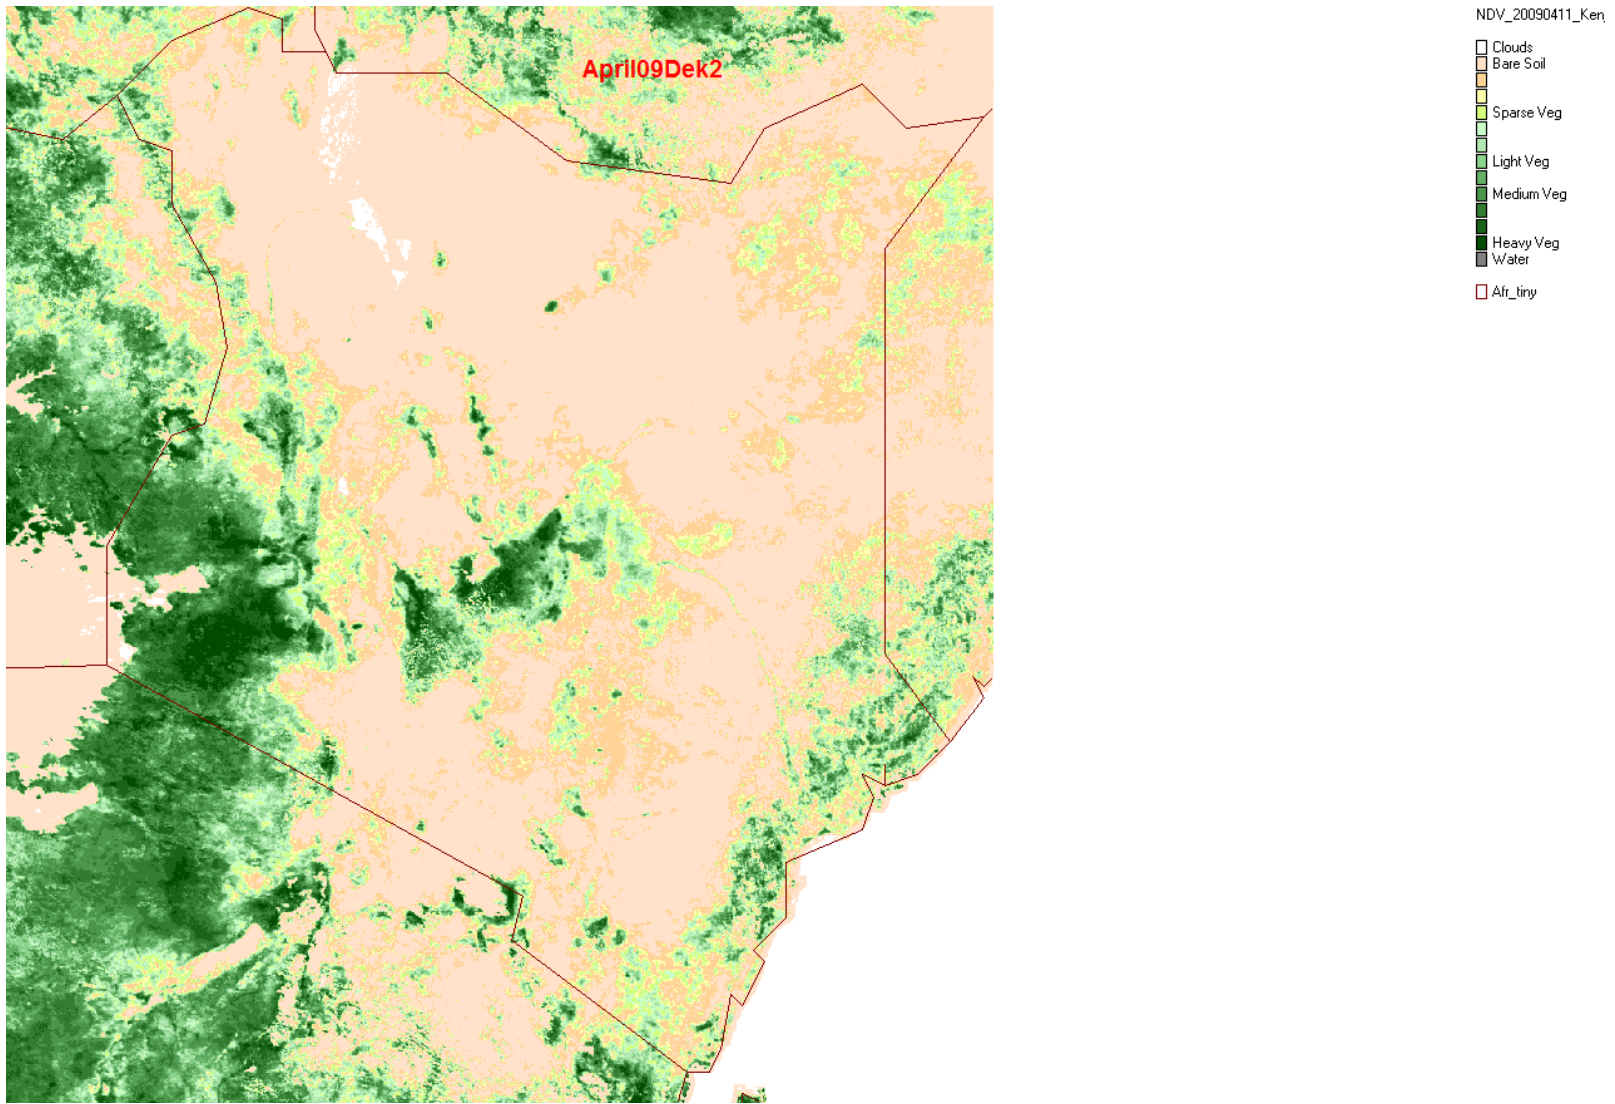 NDV_20090411_Ken
April09Dek2
Clouds
Bare Soil
Sparse Veg
Light Veg
Medium Veg
Heavy Veg
Water
Afr_tiny